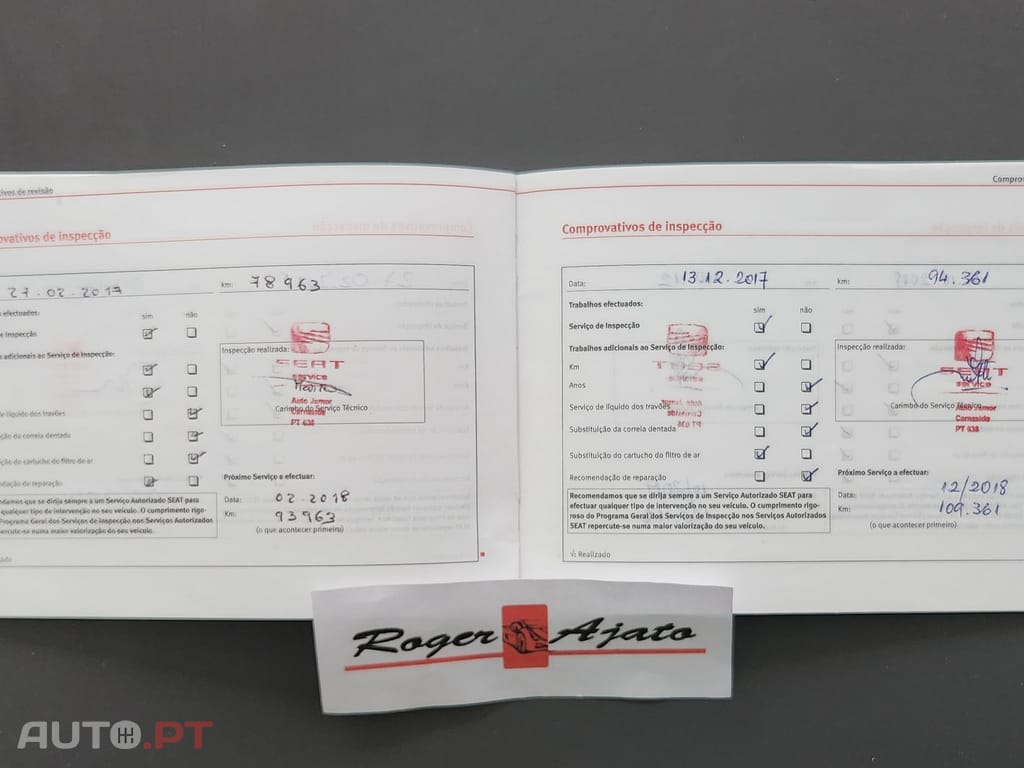 tivos de revisão
ovativos de inspecção
27.02.2017
km: 78963
efectuados:
sim não
e Inspecção
adicionais ao Serviço de Inspecção:
Inspecção realizada:
SEAT
service
Auto Jamor
Carnaxide
PT 638
Carimbo do Serviço Técnico
e líquido dos travões
ção da correia dentada
ão do cartucho do filtro de ar
dação de reparação
Próximo Serviço a efectuar:
Data: 02.2018
Km: 93963
(o que acontecer primeiro)
damos que se dirija sempre a um Serviço Autorizado SEAT para
qualquer tipo de intervenção no seu veículo. O cumprimento rigo-
Programa Geral dos Serviços de Inspecção nos Serviços Autorizados
percute-se numa maior valorização do seu veículo.
Comprov
Comprovativos de inspecção
Data: 13.12.2017
km: 94.361
Trabalhos efectuados:
sim não
Serviço de Inspecção
Trabalhos adicionais ao Serviço de Inspecção:
Km
Anos
Serviço de líquido dos travões
Substituição da correia dentada
Substituição do cartucho do filtro de ar
Recomendação de reparação
Inspecção realizada:
SEAT
service
Carimbo do Serviço Técnico
Auto Jamor
Carnaxide
PT 638
Próximo Serviço a efectuar:
Data: 12/2018
Km: 109.361
(o que acontecer primeiro)
Recomendamos que se dirija sempre a um Serviço Autorizado SEAT para
efectuar qualquer tipo de intervenção no seu veículo. O cumprimento rigo-
roso do Programa Geral dos Serviços de Inspecção nos Serviços Autorizados
SEAT repercute-se numa maior valorização do seu veículo.
√: Realizado
Roger Ajato
AUTO.PT